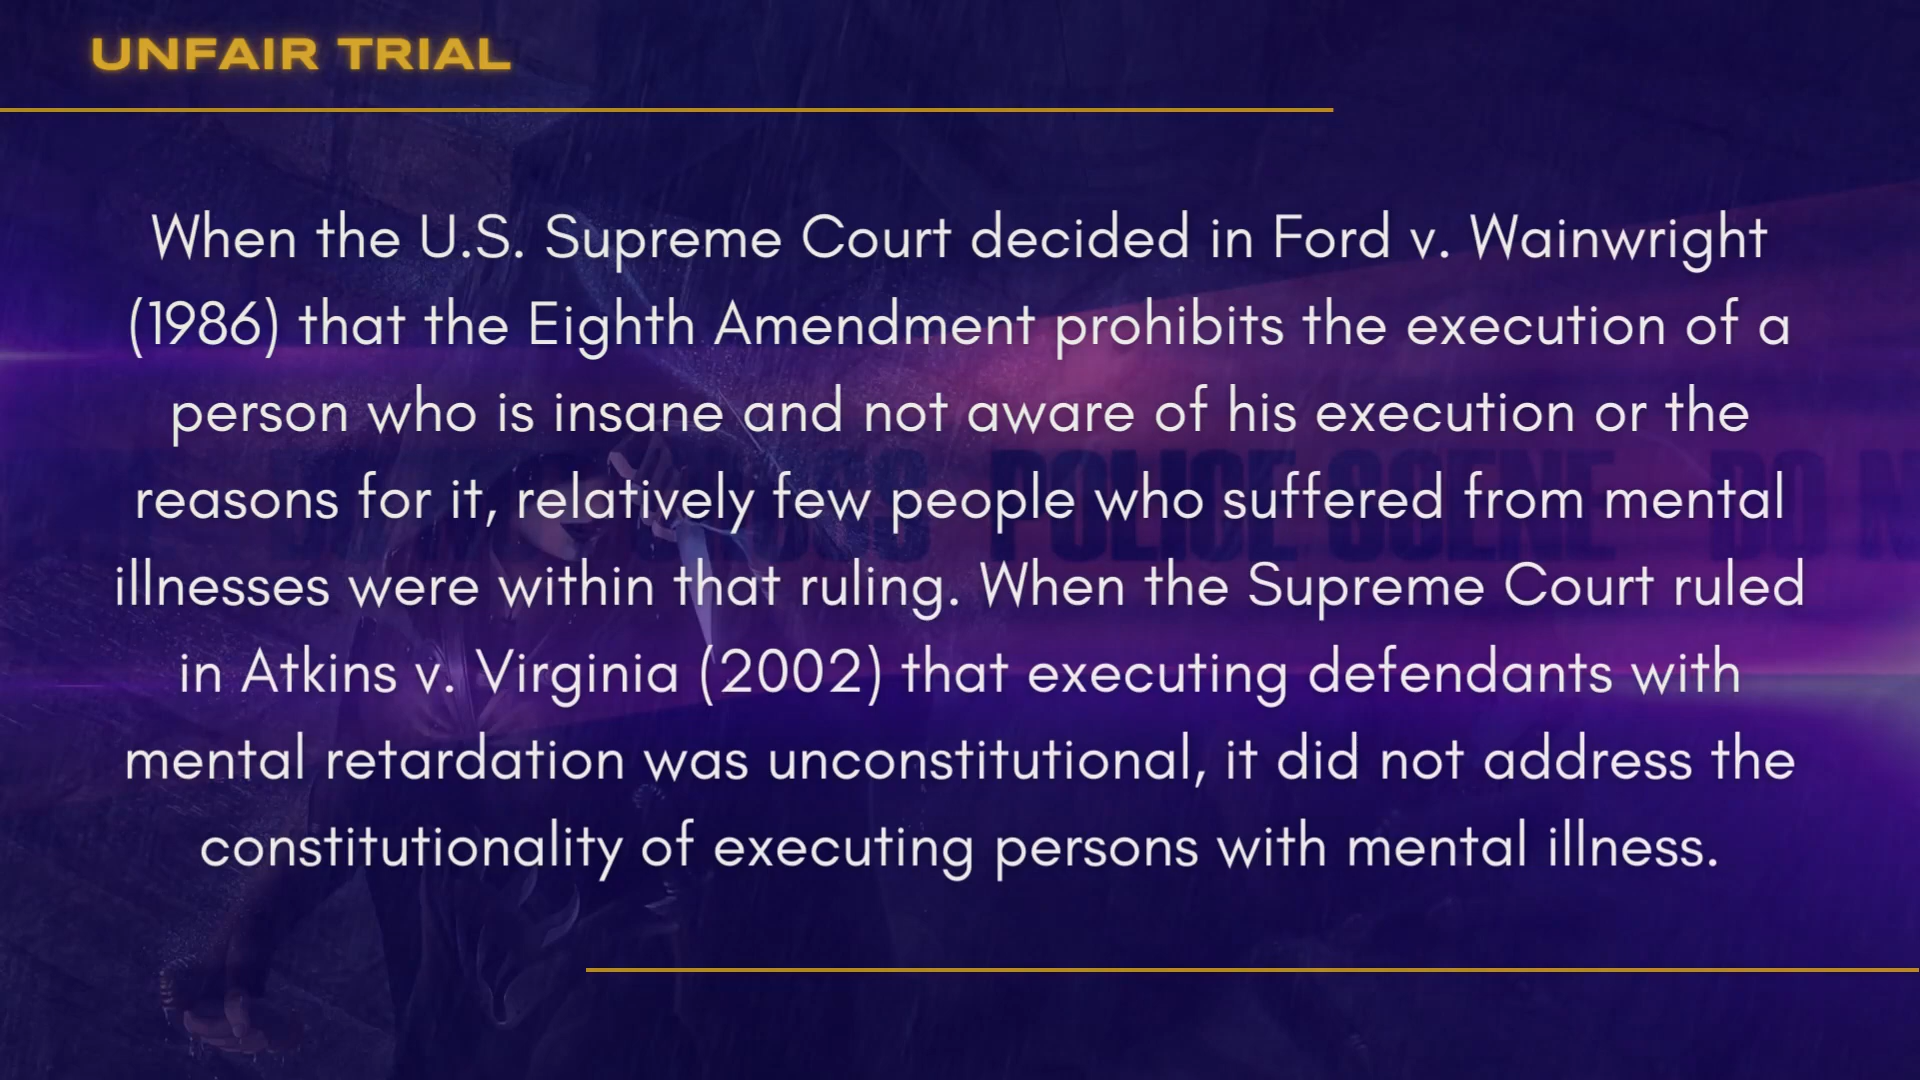 UNFAIR TRIAL
When the U.S. Supreme Court decided in Ford v. Wainwright
(1986) that the Eighth Amendment prohibits the execution of a
person who is insane and not aware of his execution or the
reasons for it, relatively few people who suffered from mental
illnesses were within that ruling. When the Supreme Court ruled
in Atkins v. Virginia (2002) that executing defendants with
mental retardation was unconstitutional, it did not address the
constitutionality of executing persons with mental illness.
POLICE SCENE DO N